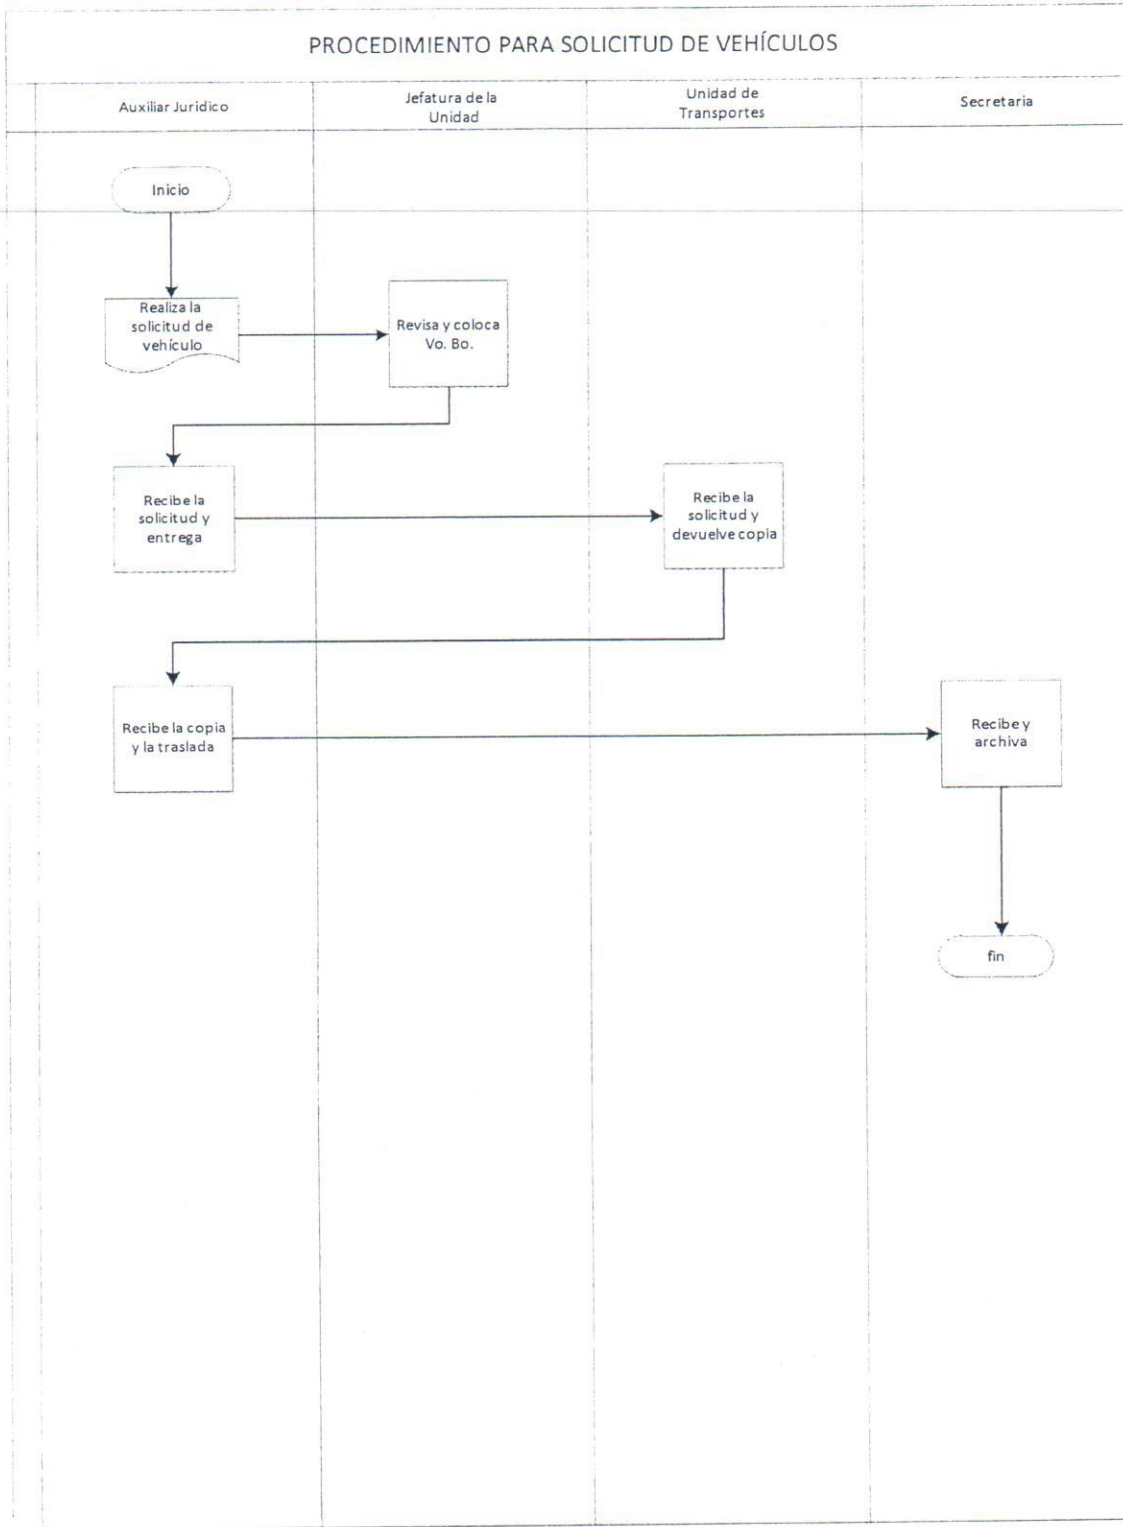 PROCEDIMIENTO PARA SOLICITUD DE VEHÍCULOS
Auxiliar Juridico
Jefatura de la
Unidad
Unidad de
Transportes
Secretaria
Inicio
Realiza la
solicitud de
vehículo
Revisa y coloca
Vo. Bo.
Recibe la
solicitud y
entrega
Recibe la
solicitud y
devuelve copia
Recibe la copia
y la traslada
Recibe y
archiva
fin